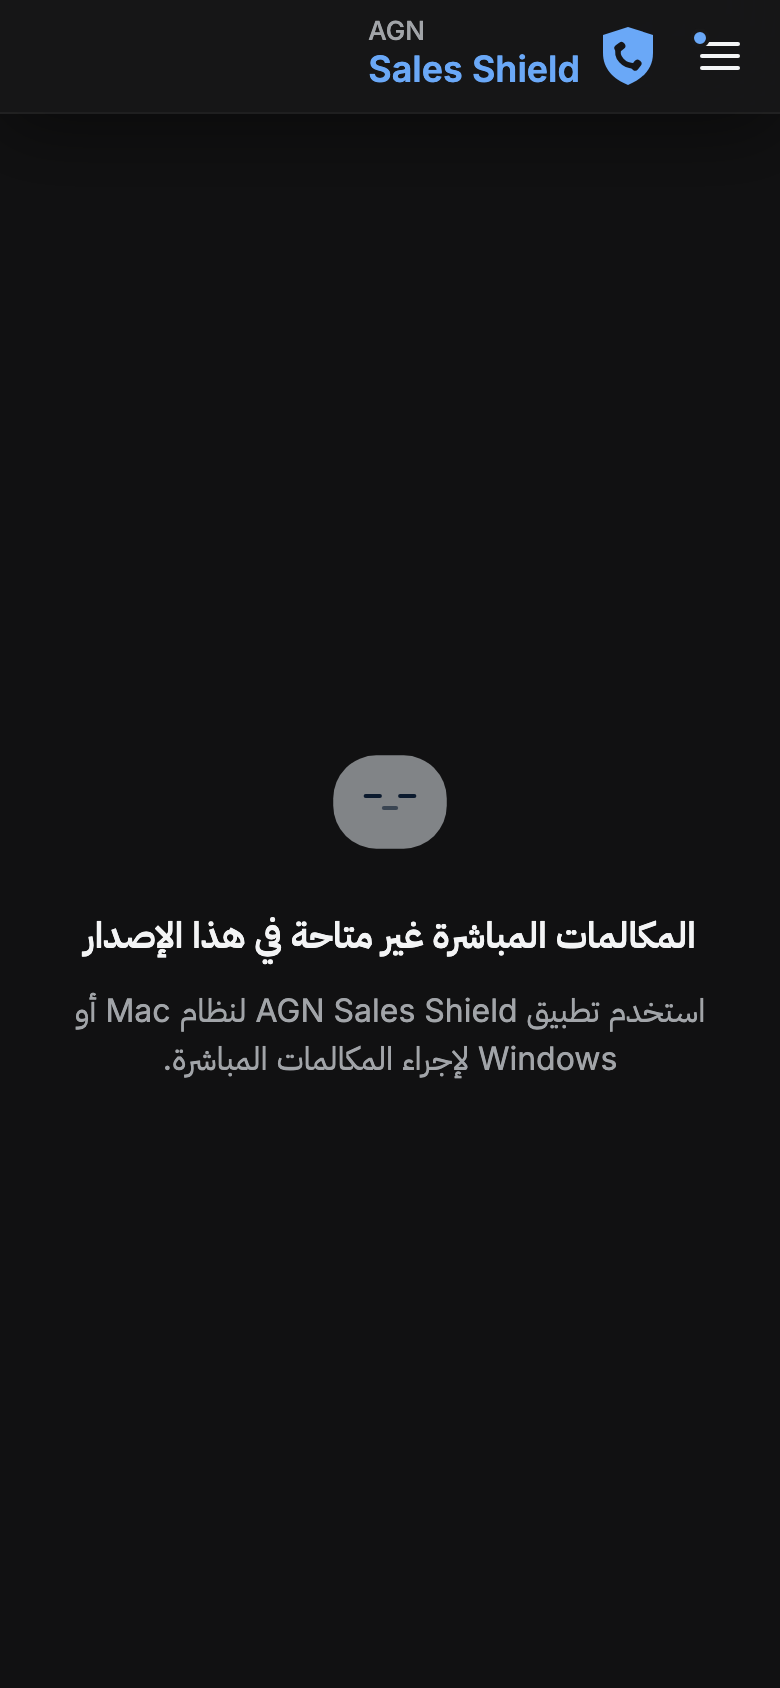 AGN
Sales Shield
المكالمات المباشرة غير متاحة في هذا الإصدار
استخدم تطبيق AGN Sales Shield لنظام Mac أو
Windows لإجراء المكالمات المباشرة.